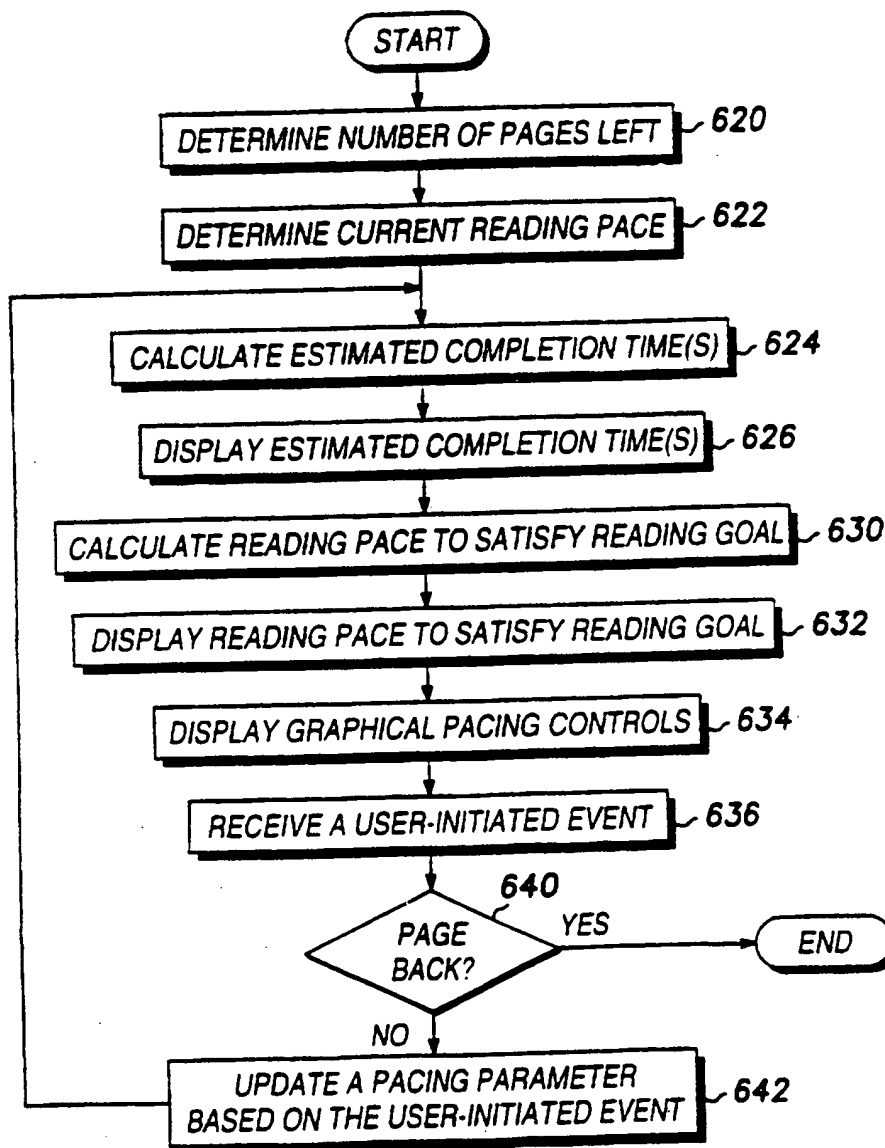 START
DETERMINE NUMBER OF PAGES LEFT 620
DETERMINE CURRENT READING PACE 622
CALCULATE ESTIMATED COMPLETION TIME(S) 624
DISPLAY ESTIMATED COMPLETION TIME(S) 626
CALCULATE READING PACE TO SATISFY READING GOAL 630
DISPLAY READING PACE TO SATISFY READING GOAL 632
DISPLAY GRAPHICAL PACING CONTROLS 634
RECEIVE A USER-INITIATED EVENT 636
640
PAGE
BACK?
YES
END
NO
UPDATE A PACING PARAMETER
BASED ON THE USER-INITIATED EVENT 642